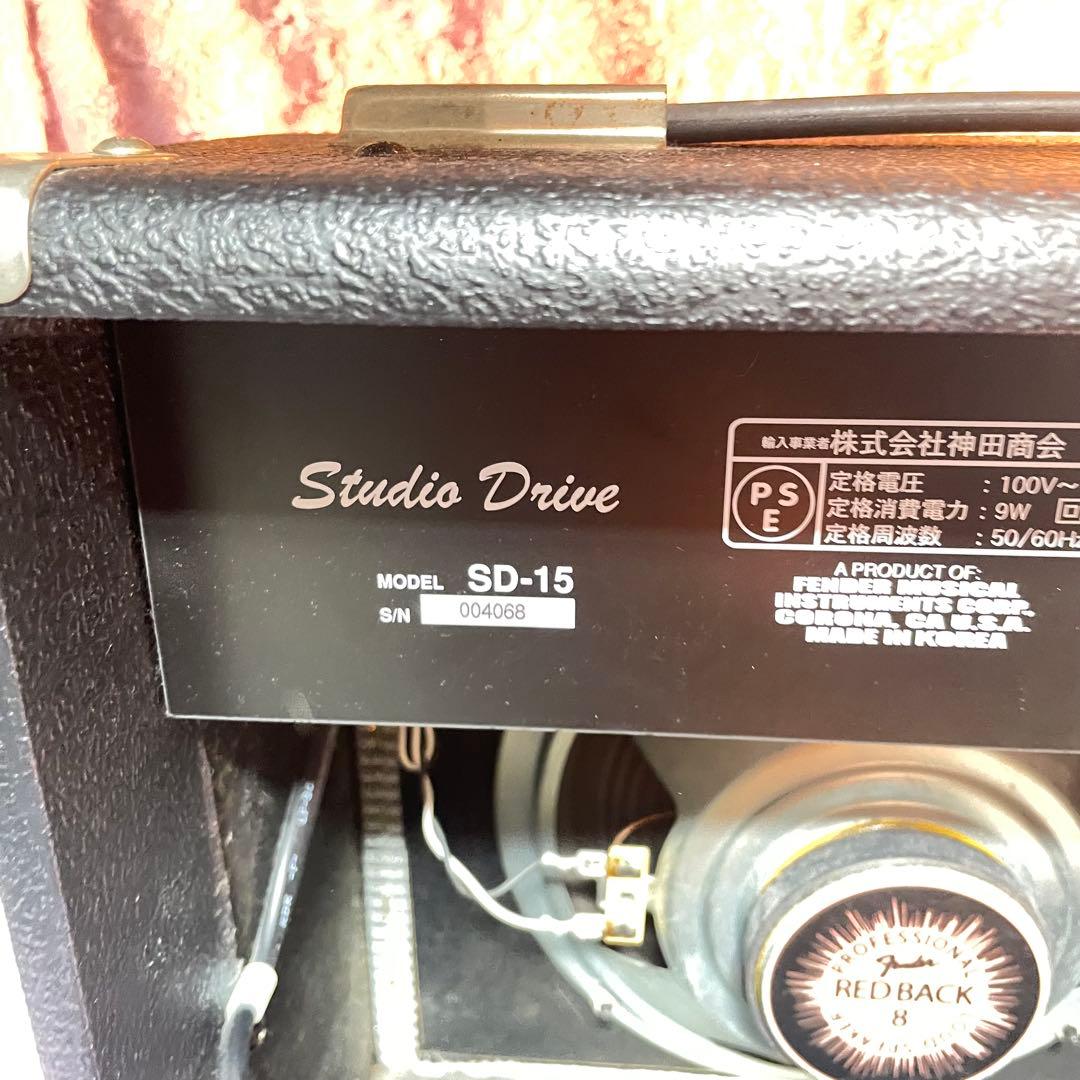 輸入事業者 株式会社神田商会
PSE
定格電圧 : 100V~
定格消費電力 : 9W
定格周波数 : 50/60Hz
Studio Drive
MODEL SD-15
S/N 004068
A PRODUCT OF:
FENDER MUSICAL
INSTRUMENTS CORP.
CORONA, CA U.S.A.
MADE IN KOREA
PROFESSIONAL
Fender
RED BACK
8